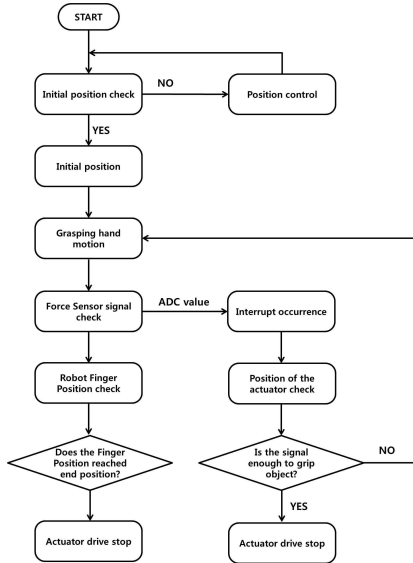 START
Initial position check
NO
Position control
YES
Initial position
Grasping hand
motion
Force Sensor signal
check
ADC value
Interrupt occurrence
Robot Finger
Position check
Position of the
actuator check
Does the Finger
Position reached
end position?
Is the signal
enough to grip
object?
NO
YES
Actuator drive stop
Actuator drive stop